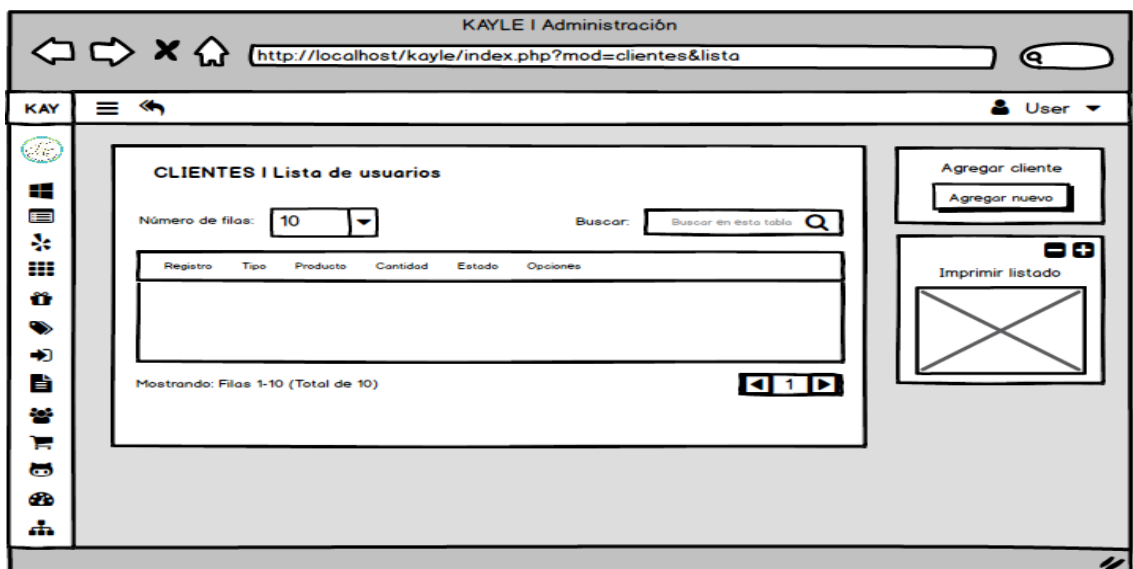 KAYLE | Administración
http://localhost/kayle/index.php?mod=clientes&lista
KAY
User
CLIENTES | Lista de usuarios
Número de filas: 10
Buscar: Buscar en esta tabla
Registro Tipo Producto Cantidad Estado Opciones
Mostrando: Filas 1-10 (Total de 10)
1
Agregar cliente
Agregar nuevo
Imprimir listado